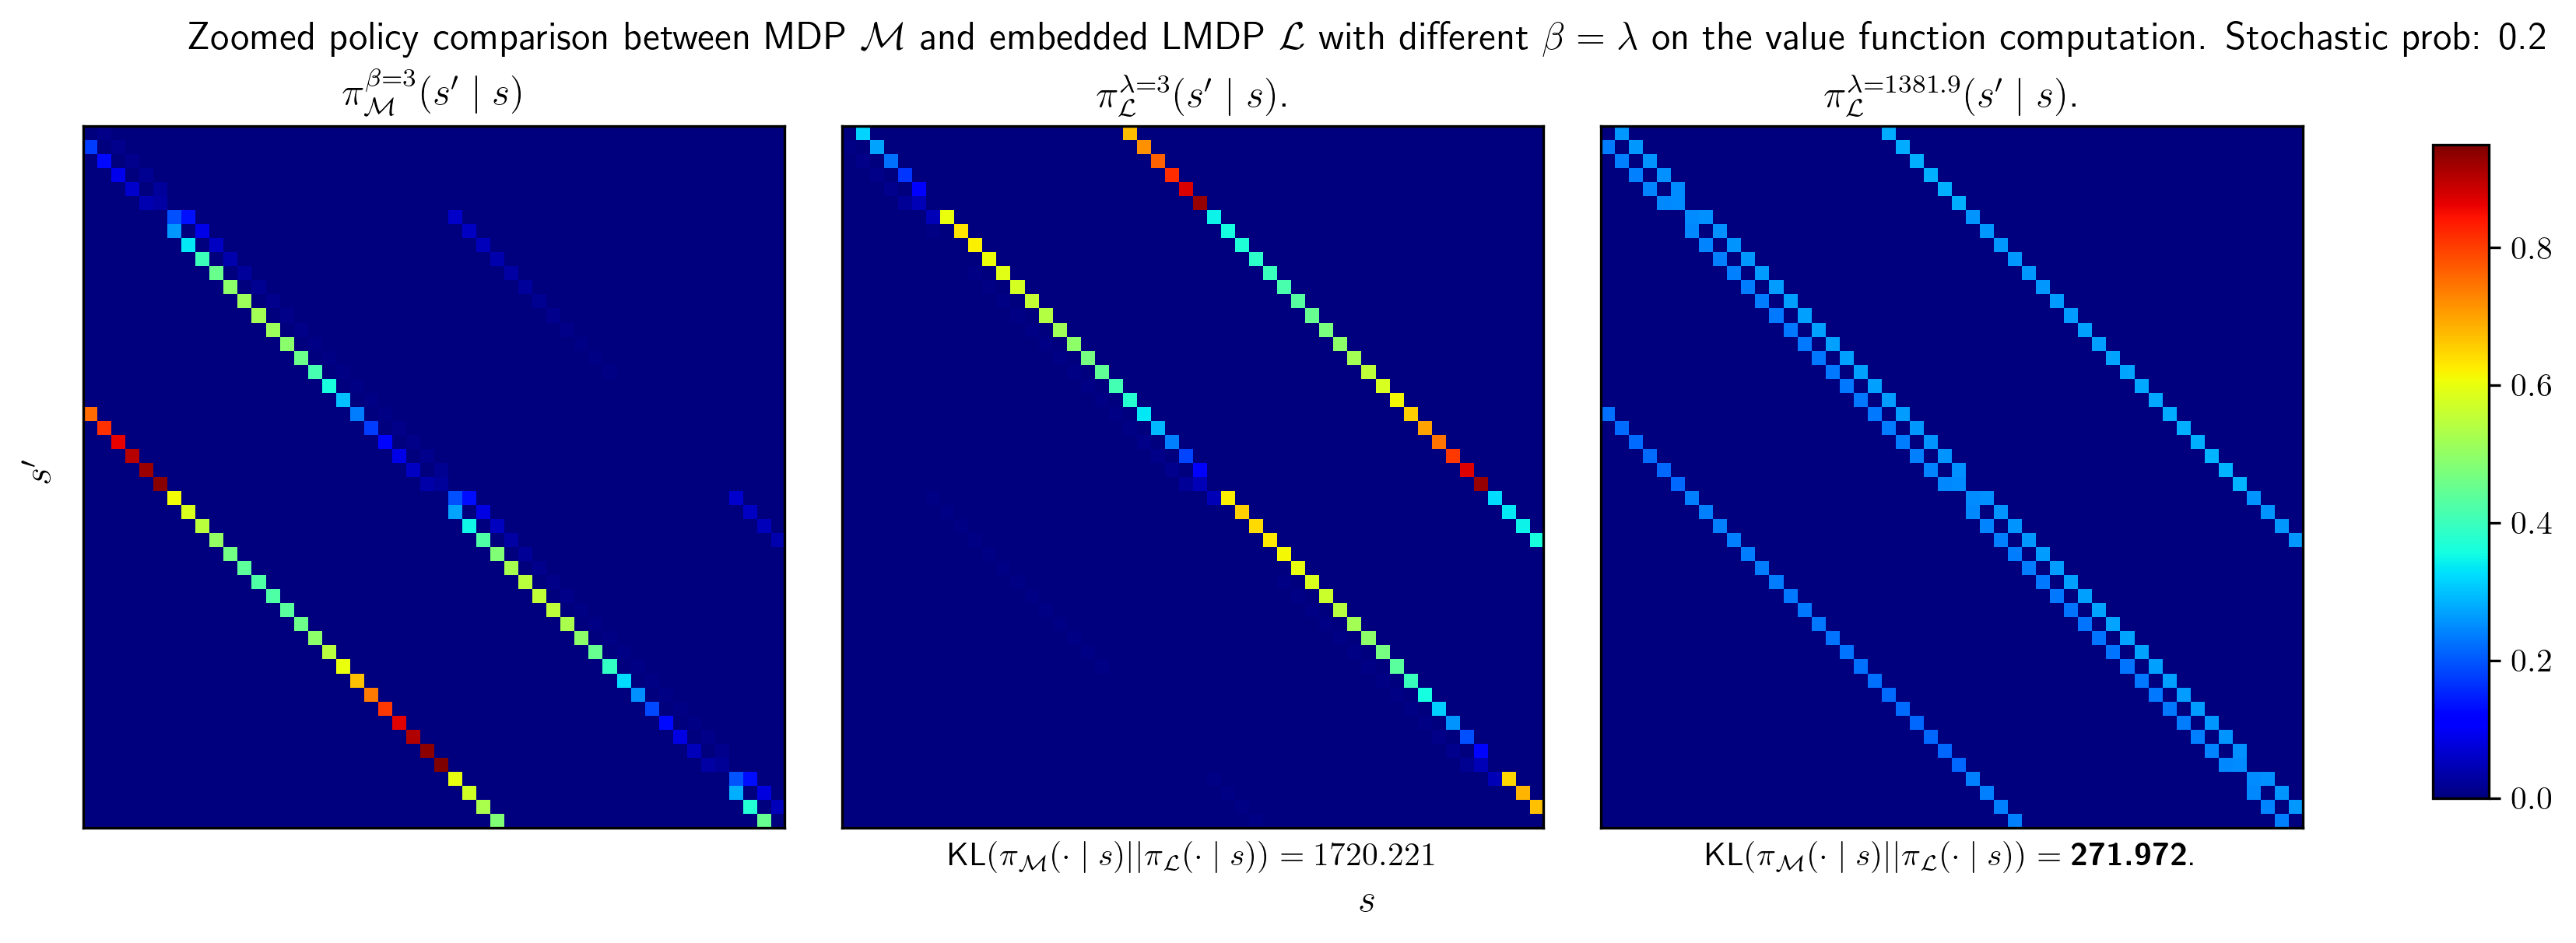 Zoomed policy comparison between MDP ℳ and embedded LMDP ℒ with different β = λ on the value function computation. Stochastic prob: 0.2
π_ℳ^{β=3}(s′ | s)
π_ℒ^{λ=3}(s′ | s).
π_ℒ^{λ=1381.9}(s′ | s).
s′
0.8
0.6
0.4
0.2
0.0
KL(π_ℳ(· | s)||π_ℒ(· | s)) = 1720.221
KL(π_ℳ(· | s)||π_ℒ(· | s)) = 271.972.
s